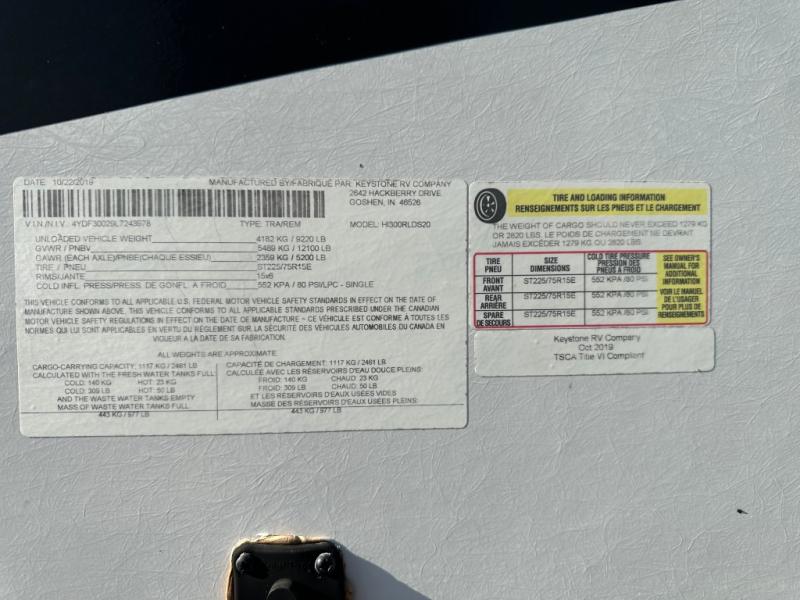 DATE: 10/22/2019 MANUFACTURED BY/FABRIQUÉ PAR: KEYSTONE RV COMPANY
2642 HACKBERRY DRIVE
GOSHEN, IN 46526
V.I.N./N.I.V. 4YDF30029L7243978 TYPE: TRA/REM MODEL: HI300RLDS20
UNLOADED VEHICLE WEIGHT 4182 KG / 9220 LB
GVWR / PNBV 5489 KG / 12100 LB
GAWR (EACH AXLE)/PNBE(CHAQUE ESSIEU) 2359 KG / 5200 LB
TIRE / PNEU ST225/75R15E
RIMS/JANTE 15x6
COLD INFL. PRESS/PRESS. DE GONFL. A FROID 552 KPA / 80 PSI/LPC - SINGLE
THIS VEHICLE CONFORMS TO ALL APPLICABLE U.S. FEDERAL MOTOR VEHICLE SAFETY STANDARDS IN EFFECT ON THE DATE OF
MANUFACTURE SHOWN ABOVE. THIS VEHICLE CONFORMS TO ALL APPLICABLE STANDARDS PRESCRIBED UNDER THE CANADIAN
MOTOR VEHICLE SAFETY REGULATIONS IN EFFECT ON THE DATE OF MANUFACTURE – CE VÉHICULE EST CONFORME À TOUTES LES
NORMES QUI LUI SONT APPLICABLES EN VERTU DU RÈGLEMENT SUR LA SÉCURITÉ DES VÉHICULES AUTOMOBILES DU CANADA EN
VIGUEUR A LA DATE DE SA FABRICATION.
ALL WEIGHTS ARE APPROXIMATE
CARGO-CARRYING CAPACITY: 1117 KG / 2461 LB
CALCULATED WITH THE FRESH WATER TANKS FULL
COLD: 140 KG HOT: 23 KG
COLD: 309 LB HOT: 50 LB
AND THE WASTE WATER TANKS EMPTY
MASS OF WASTE WATER TANKS FULL
443 KG / 977 LB
CAPACITÉ DE CHARGEMENT: 1117 KG / 2461 LB
CALCULÉE AVEC LES RÉSERVOIRS D'EAU DOUCE PLEINS:
FROID: 140 KG CHAUD: 23 KG
FROID: 309 LB CHAUD: 50 LB
ET LES RÉSERVOIRS D'EAUX USÉES VIDES
MASSE DES RÉSERVOIRS D'EAUX USÉES PLEINS:
443 KG / 977 LB
TIRE AND LOADING INFORMATION
RENSEIGNEMENTS SUR LES PNEUS ET LE CHARGEMENT
THE WEIGHT OF CARGO SHOULD NEVER EXCEED 1279 KG
OR 2820 LBS. LE POIDS DE CHARGEMENT NE DEVRAIT
JAMAIS EXCÉDER 1279 KG OU 2820 LBS.
TIRE SIZE COLD TIRE PRESSURE
PNEU DIMENSIONS PRESSION DES
PNEUS A FROID
FRONT ST225/75R15E 552 KPA /80 PSI
AVANT
REAR ST225/75R15E 552 KPA /80 PSI
ARRIÈRE
SPARE ST225/75R15E 552 KPA /80 PSI
DE SECOURS
SEE OWNER'S
MANUAL FOR
ADDITIONAL
INFORMATION
VOIR LE MANUEL
DE L'USAGER
POUR PLUS DE
RENSEIGNEMENTS
Keystone RV Company
Oct 2019
TSCA Title VI Compliant